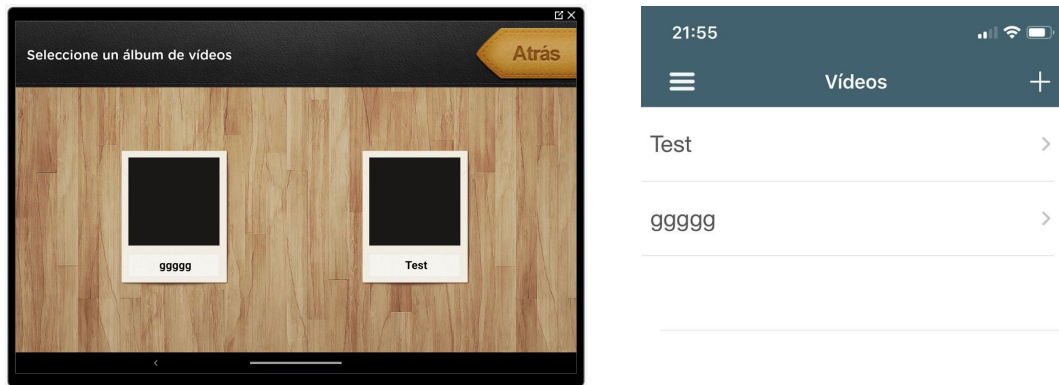 Seleccione un álbum de vídeos
Atrás
ggggg
Test
21:55
Vídeos
Test
ggggg